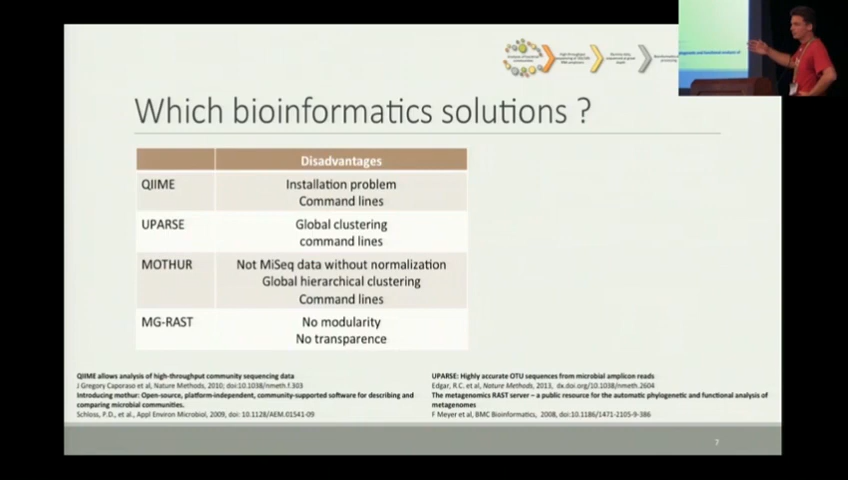 Which bioinformatics solutions ?
Disadvantages
QIIME
Installation problem
Command lines
UPARSE
Global clustering
command lines
MOTHUR
Not MiSeq data without normalization
Global hierarchical clustering
Command lines
MG-RAST
No modularity
No transparence
QIIME allows analysis of high-throughput community sequencing data
J Gregory Caporaso et al, Nature Methods, 2010; doi:10.1038/nmeth.f.303
Introducing mothur: Open-source, platform-independent, community-supported software for describing and
comparing microbial communities.
Schloss, P.D., et al., Appl Environ Microbiol, 2009, doi: 10.1128/AEM.01541-09
UPARSE: Highly accurate OTU sequences from microbial amplicon reads
Edgar, R.C. et al, Nature Methods, 2013, dx.doi.org/10.1038/nmeth.2604
The metagenomics RAST server – a public resource for the automatic phylogenetic and functional analysis of
metagenomes
F Meyer et al, BMC Bioinformatics, 2008, doi:10.1186/1471-2105-9-386
7